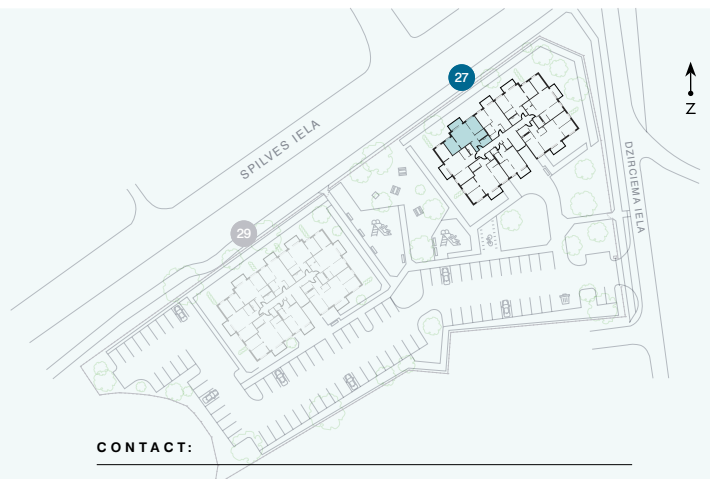 27
Z
SPILVES IELA
DZIRCIEMA IELA
29
CONTACT: